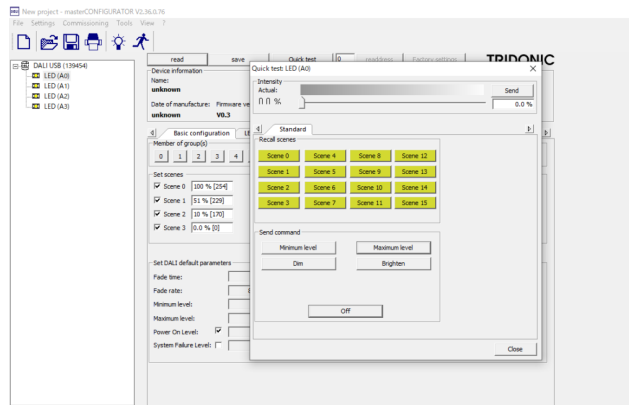 New project - masterCONFIGURATOR V2.36.0.76
File Settings Commissioning Tools View ?
read save Quick test 0 readdress Factory settings TRIDONIC
DALI USB (139454)
LED (A0)
LED (A1)
LED (A2)
LED (A3)
Device information
Name:
unknown
Date of manufacture: Firmware ve
unknown V0.3
Basic configuration LE
Member of group(s)
0 1 2 3 4
Set scenes
Scene 0 100 % [254]
Scene 1 51 % [229]
Scene 2 10 % [170]
Scene 3 0.0 % [0]
Set DALI default parameters
Fade time:
Fade rate:
Minimum level:
Maximum level:
Power On Level:
System Failure Level:
Quick test: LED (A0)
Intensity
Actual: Send
0.0 % 0.0 %
Standard
Recall scenes
Scene 0 Scene 4 Scene 8 Scene 12
Scene 1 Scene 5 Scene 9 Scene 13
Scene 2 Scene 6 Scene 10 Scene 14
Scene 3 Scene 7 Scene 11 Scene 15
Send command
Minimum level Maximum level
Dim Brighten
Off
Close